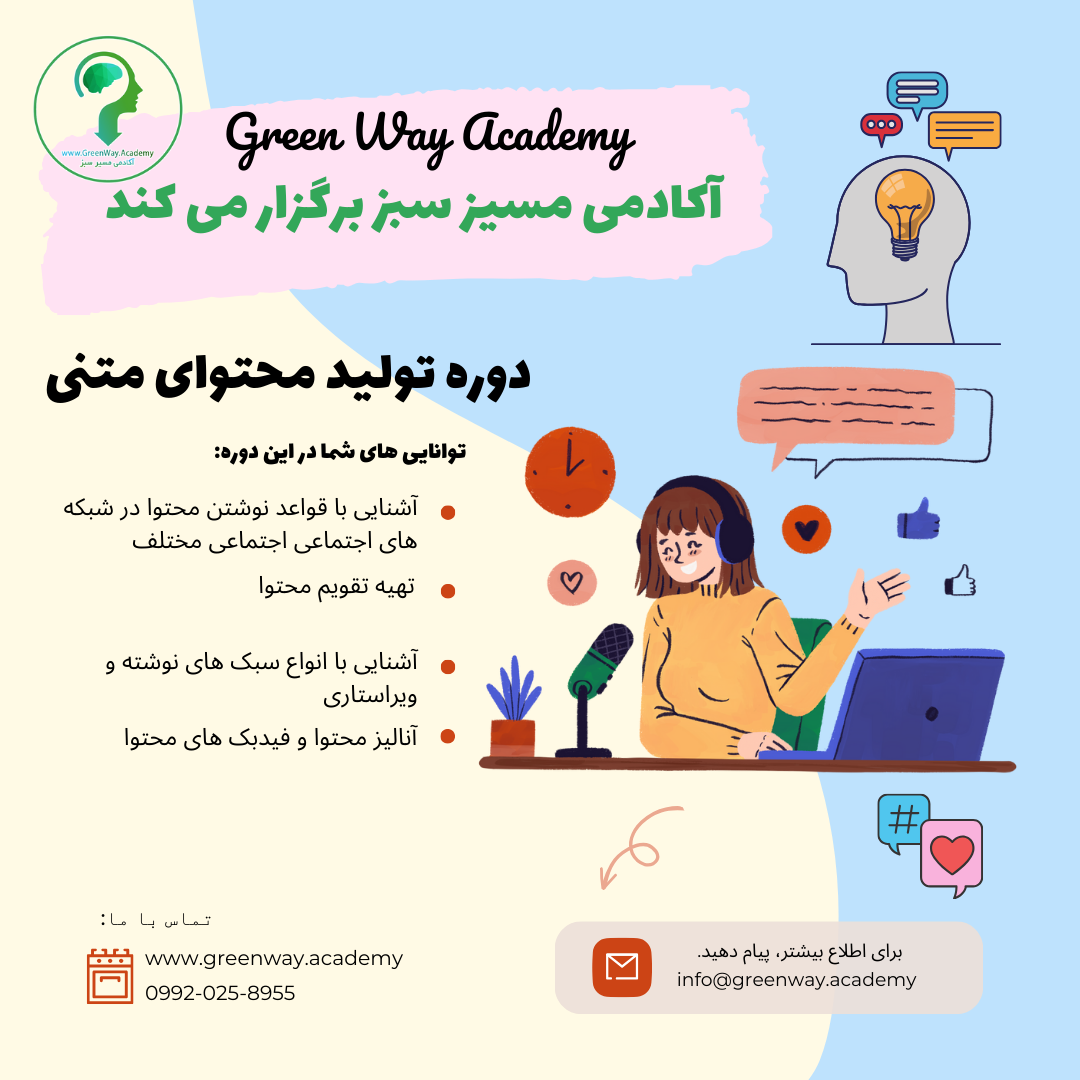 www.GreenWay.Academy
آکادمی مسیر سبز
Green Way Academy
آکادمی مسیز سبز برگزار می کند
دوره تولید محتوای متنی
توانایی های شما در این دوره:
آشنایی با قواعد نوشتن محتوا در شبکه
های اجتماعی اجتماعی مختلف
تهیه تقویم محتوا
آشنایی با انواع سبک های نوشته و
ویراستاری
آنالیز محتوا و فیدبک های محتوا
#
تماس با ما:
www.greenway.academy
0992-025-8955
برای اطلاع بیشتر، پیام دهید.
info@greenway.academy